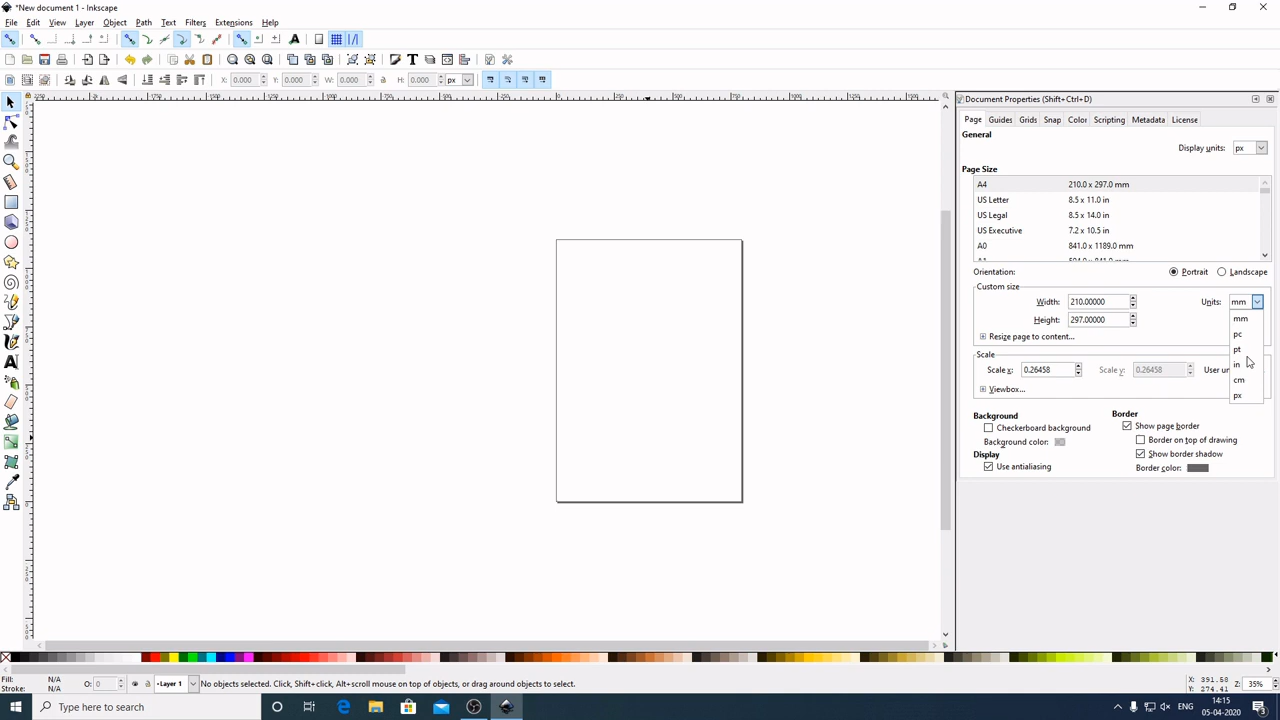 *New document 1 - Inkscape
File Edit View Layer Object Path Text Filters Extensions Help
X: 0.000 Y: 0.000 W: 0.000 H: 0.000 px
Document Properties (Shift+Ctrl+D)
Page Guides Grids Snap Color Scripting Metadata License
General
Display units: px
Page Size
A4 210.0 x 297.0 mm
US Letter 8.5 x 11.0 in
US Legal 8.5 x 14.0 in
US Executive 7.2 x 10.5 in
A0 841.0 x 1189.0 mm
Orientation: Portrait Landscape
Custom size
Width: 210.00000 Units: mm
Height: 297.00000
mm
pc
pt
in
cm
px
Resize page to content...
Scale
Scale x: 0.26458 Scale y: 0.26458 User un
Viewbox...
Background Border
Checkerboard background Show page border
Background color: Border on top of drawing
Display Show border shadow
Use antialiasing Border color:
Fill: N/A
Stroke: N/A
O: 0
Layer 1
No objects selected. Click, Shift+click, Alt+scroll mouse on top of objects, or drag around objects to select.
X: 391.58
Y: 274.41
Z: 35%
Type here to search
ENG
14:15
05-04-2020